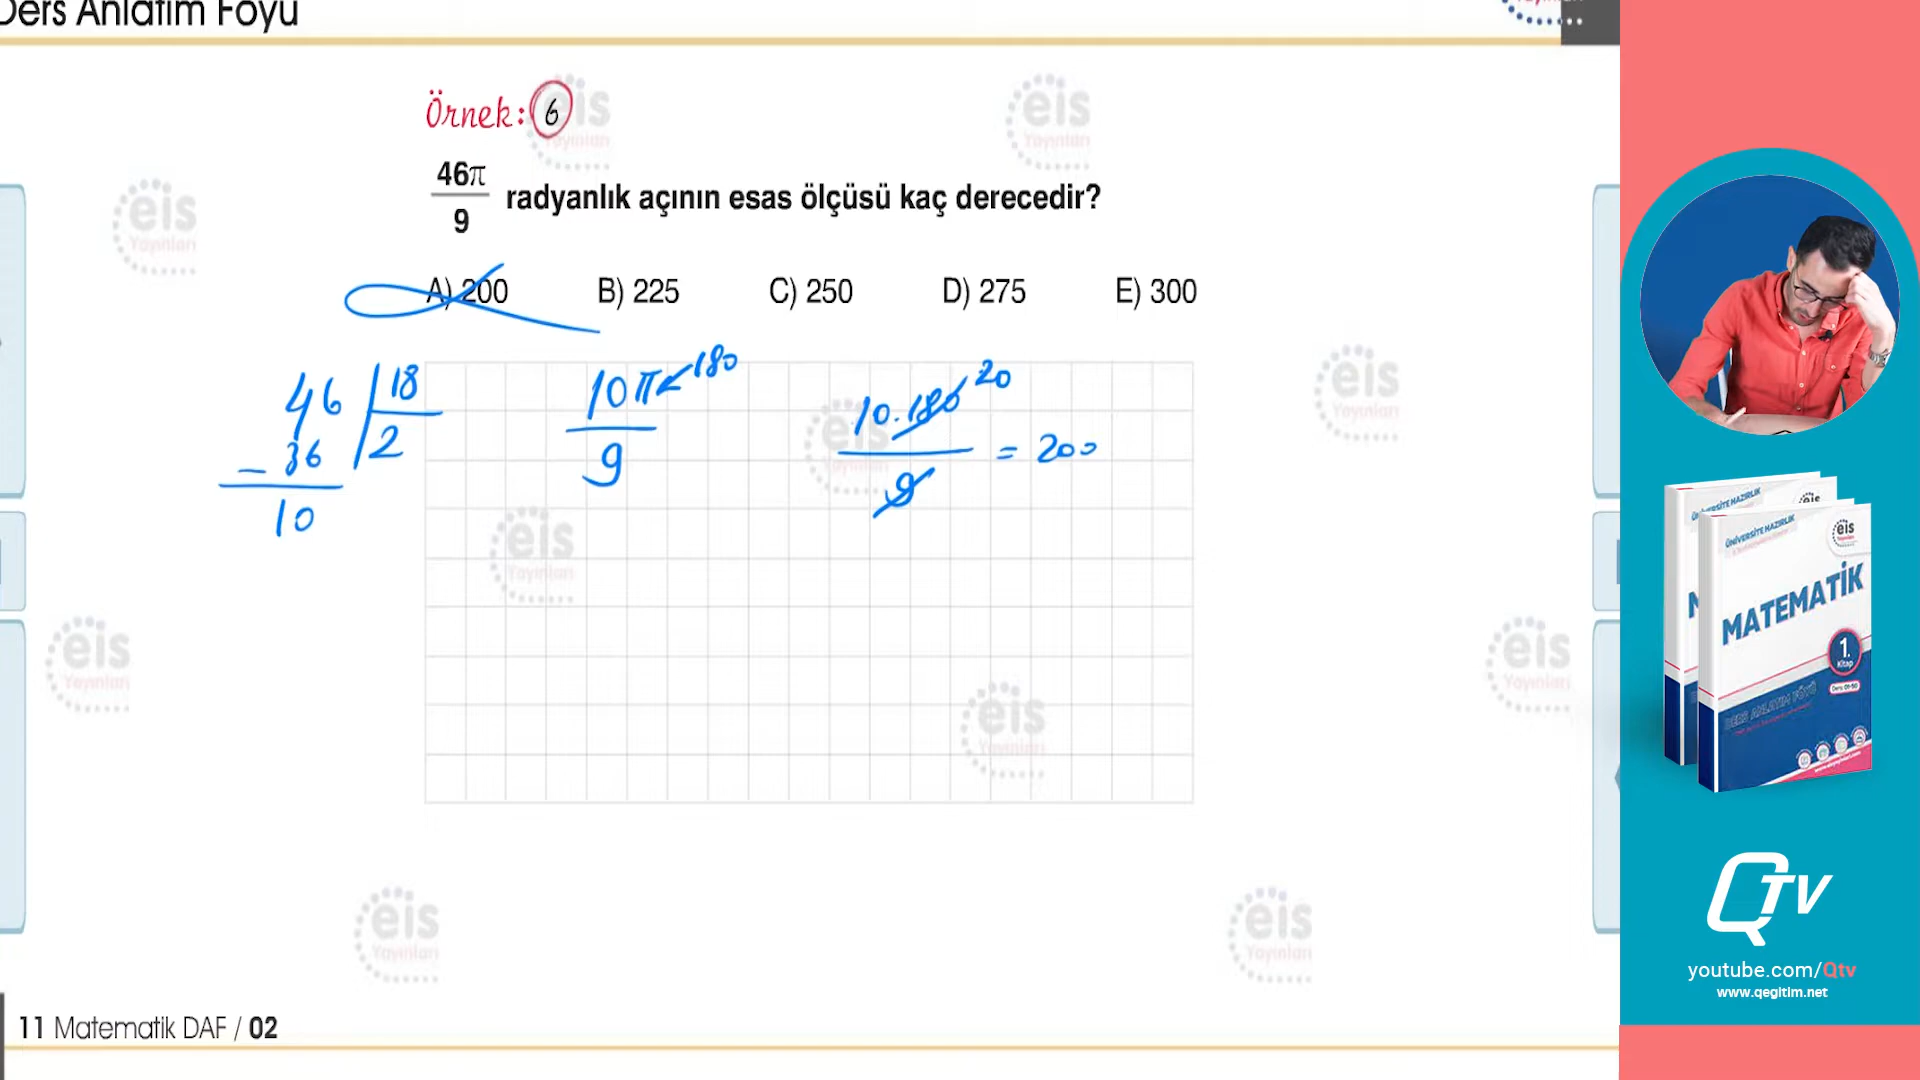 Ders Anlatım Föyü
Örnek: 6
46π
9
radyanlık açının esas ölçüsü kaç derecedir?
A) 200 B) 225 C) 250 D) 275 E) 300
46 18
- 36 2
10
10π 180
9
10.180 20
9
= 200
11 Matematik DAF / 02
eis
Yayınları
ÜNİVERSİTE HAZIRLIK
MATEMATİK
1.
Kitap
DERS ANLATIM FÖYÜ
QTV
youtube.com/Qtv
www.qegitim.net